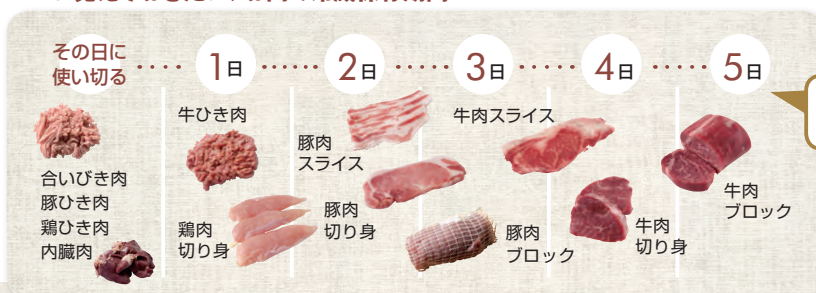 その日に
使い切る
1日
2日
3日
4日
5日
合いびき肉
豚ひき肉
鶏ひき肉
内臓肉
牛ひき肉
鶏肉
切り身
豚肉
スライス
豚肉
切り身
牛肉スライス
豚肉
ブロック
牛肉
切り身
牛肉
ブロック